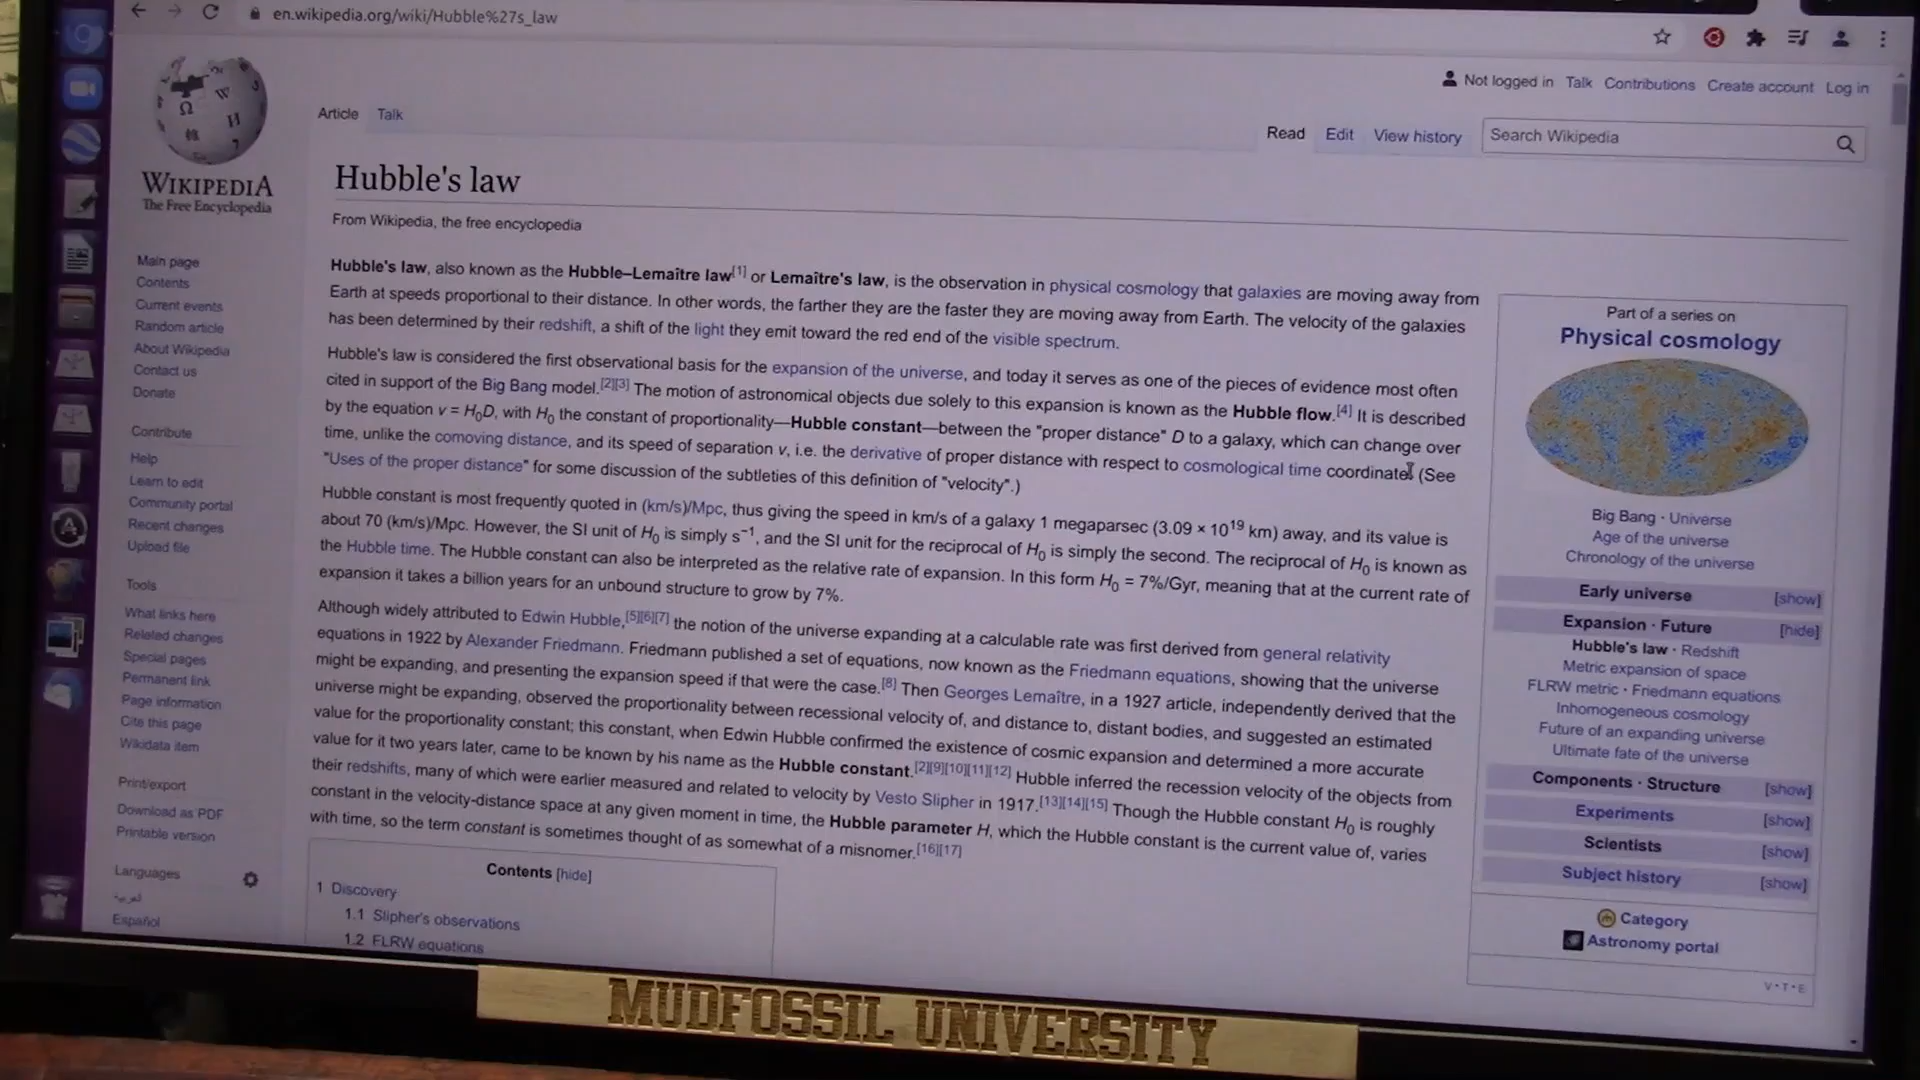 en.wikipedia.org/wiki/Hubble%27s_law
Not logged in Talk Contributions Create account Log in
Article Talk
Read Edit View history Search Wikipedia
WIKIPEDIA
The Free Encyclopedia
Main page
Contents
Current events
Random article
About Wikipedia
Contact us
Donate
Contribute
Help
Learn to edit
Community portal
Recent changes
Upload file
Tools
What links here
Related changes
Special pages
Permanent link
Page information
Cite this page
Wikidata item
Print/export
Download as PDF
Printable version
Languages
العربية
Español
Hubble's law
From Wikipedia, the free encyclopedia
Hubble's law, also known as the Hubble–Lemaître law[1] or Lemaître's law, is the observation in physical cosmology that galaxies are moving away from
Earth at speeds proportional to their distance. In other words, the farther they are the faster they are moving away from Earth. The velocity of the galaxies
has been determined by their redshift, a shift of the light they emit toward the red end of the visible spectrum.
Hubble's law is considered the first observational basis for the expansion of the universe, and today it serves as one of the pieces of evidence most often
cited in support of the Big Bang model.[2][3] The motion of astronomical objects due solely to this expansion is known as the Hubble flow.[4] It is described
by the equation v = H0D, with H0 the constant of proportionality—Hubble constant—between the "proper distance" D to a galaxy, which can change over
time, unlike the comoving distance, and its speed of separation v, i.e. the derivative of proper distance with respect to cosmological time coordinate. (See
"Uses of the proper distance" for some discussion of the subtleties of this definition of "velocity".)
Hubble constant is most frequently quoted in (km/s)/Mpc, thus giving the speed in km/s of a galaxy 1 megaparsec (3.09 × 10¹⁹ km) away, and its value is
about 70 (km/s)/Mpc. However, the SI unit of H0 is simply s⁻¹, and the SI unit for the reciprocal of H0 is simply the second. The reciprocal of H0 is known as
the Hubble time. The Hubble constant can also be interpreted as the relative rate of expansion. In this form H0 = 7%/Gyr, meaning that at the current rate of
expansion it takes a billion years for an unbound structure to grow by 7%.
Although widely attributed to Edwin Hubble,[5][6][7] the notion of the universe expanding at a calculable rate was first derived from general relativity
equations in 1922 by Alexander Friedmann. Friedmann published a set of equations, now known as the Friedmann equations, showing that the universe
might be expanding, and presenting the expansion speed if that were the case.[8] Then Georges Lemaître, in a 1927 article, independently derived that the
universe might be expanding, observed the proportionality between recessional velocity of, and distance to, distant bodies, and suggested an estimated
value for the proportionality constant; this constant, when Edwin Hubble confirmed the existence of cosmic expansion and determined a more accurate
value for it two years later, came to be known by his name as the Hubble constant.[2][9][10][11][12] Hubble inferred the recession velocity of the objects from
their redshifts, many of which were earlier measured and related to velocity by Vesto Slipher in 1917.[13][14][15] Though the Hubble constant H0 is roughly
constant in the velocity-distance space at any given moment in time, the Hubble parameter H, which the Hubble constant is the current value of, varies
with time, so the term constant is sometimes thought of as somewhat of a misnomer.[16][17]
Contents [hide]
1 Discovery
1.1 Slipher's observations
1.2 FLRW equations
Part of a series on
Physical cosmology
Big Bang · Universe
Age of the universe
Chronology of the universe
Early universe [show]
Expansion · Future [hide]
Hubble's law · Redshift
Metric expansion of space
FLRW metric · Friedmann equations
Inhomogeneous cosmology
Future of an expanding universe
Ultimate fate of the universe
Components · Structure [show]
Experiments [show]
Scientists [show]
Subject history [show]
Category
Astronomy portal
V·T·E
MUDFOSSIL UNIVERSITY